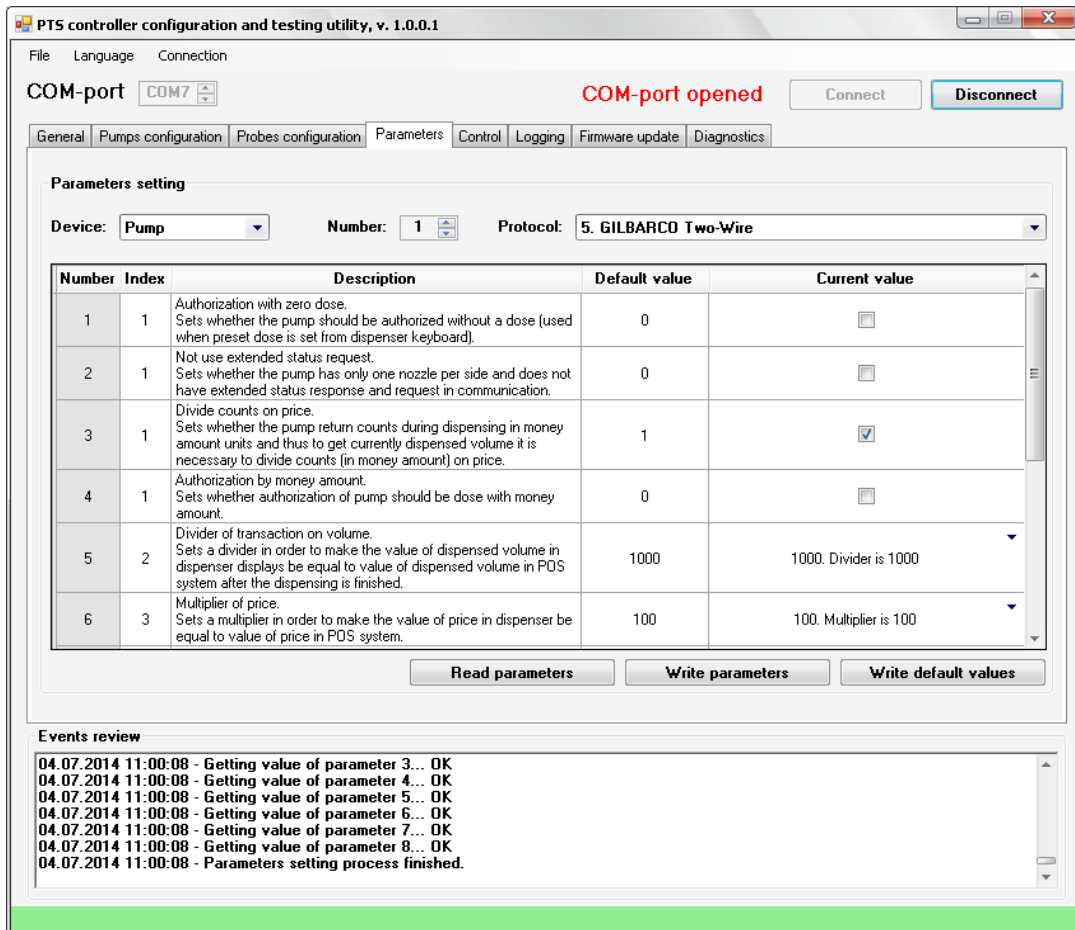 PTS controller configuration and testing utility, v. 1.0.0.1
File Language Connection
COM-port COM7 COM-port opened Connect Disconnect
General Pumps configuration Probes configuration Parameters Control Logging Firmware update Diagnostics
Parameters setting
Device: Pump Number: 1 Protocol: 5. GILBARCO Two-Wire
Number Index Description Default value Current value
Authorization with zero dose.
1 1 Sets whether the pump should be authorized without a dose (used 0
when preset dose is set from dispenser keyboard).
Not use extended status request.
2 1 Sets whether the pump has only one nozzle per side and does not 0
have extended status response and request in communication.
Divide counts on price.
Sets whether the pump return counts during dispensing in money
3 1 amount units and thus to get currently dispensed volume it is 1
necessary to divide counts (in money amount) on price.
Authorization by money amount.
4 1 Sets whether authorization of pump should be dose with money 0
amount.
Divider of transaction on volume.
Sets a divider in order to make the value of dispensed volume in
5 2 dispenser displays be equal to value of dispensed volume in POS 1000 1000. Divider is 1000
system after the dispensing is finished.
Multiplier of price.
6 3 Sets a multiplier in order to make the value of price in dispenser be 100 100. Multiplier is 100
equal to value of price in POS system.
Read parameters Write parameters Write default values
Events review
04.07.2014 11:00:08 - Getting value of parameter 3... OK
04.07.2014 11:00:08 - Getting value of parameter 4... OK
04.07.2014 11:00:08 - Getting value of parameter 5... OK
04.07.2014 11:00:08 - Getting value of parameter 6... OK
04.07.2014 11:00:08 - Getting value of parameter 7... OK
04.07.2014 11:00:08 - Getting value of parameter 8... OK
04.07.2014 11:00:08 - Parameters setting process finished.